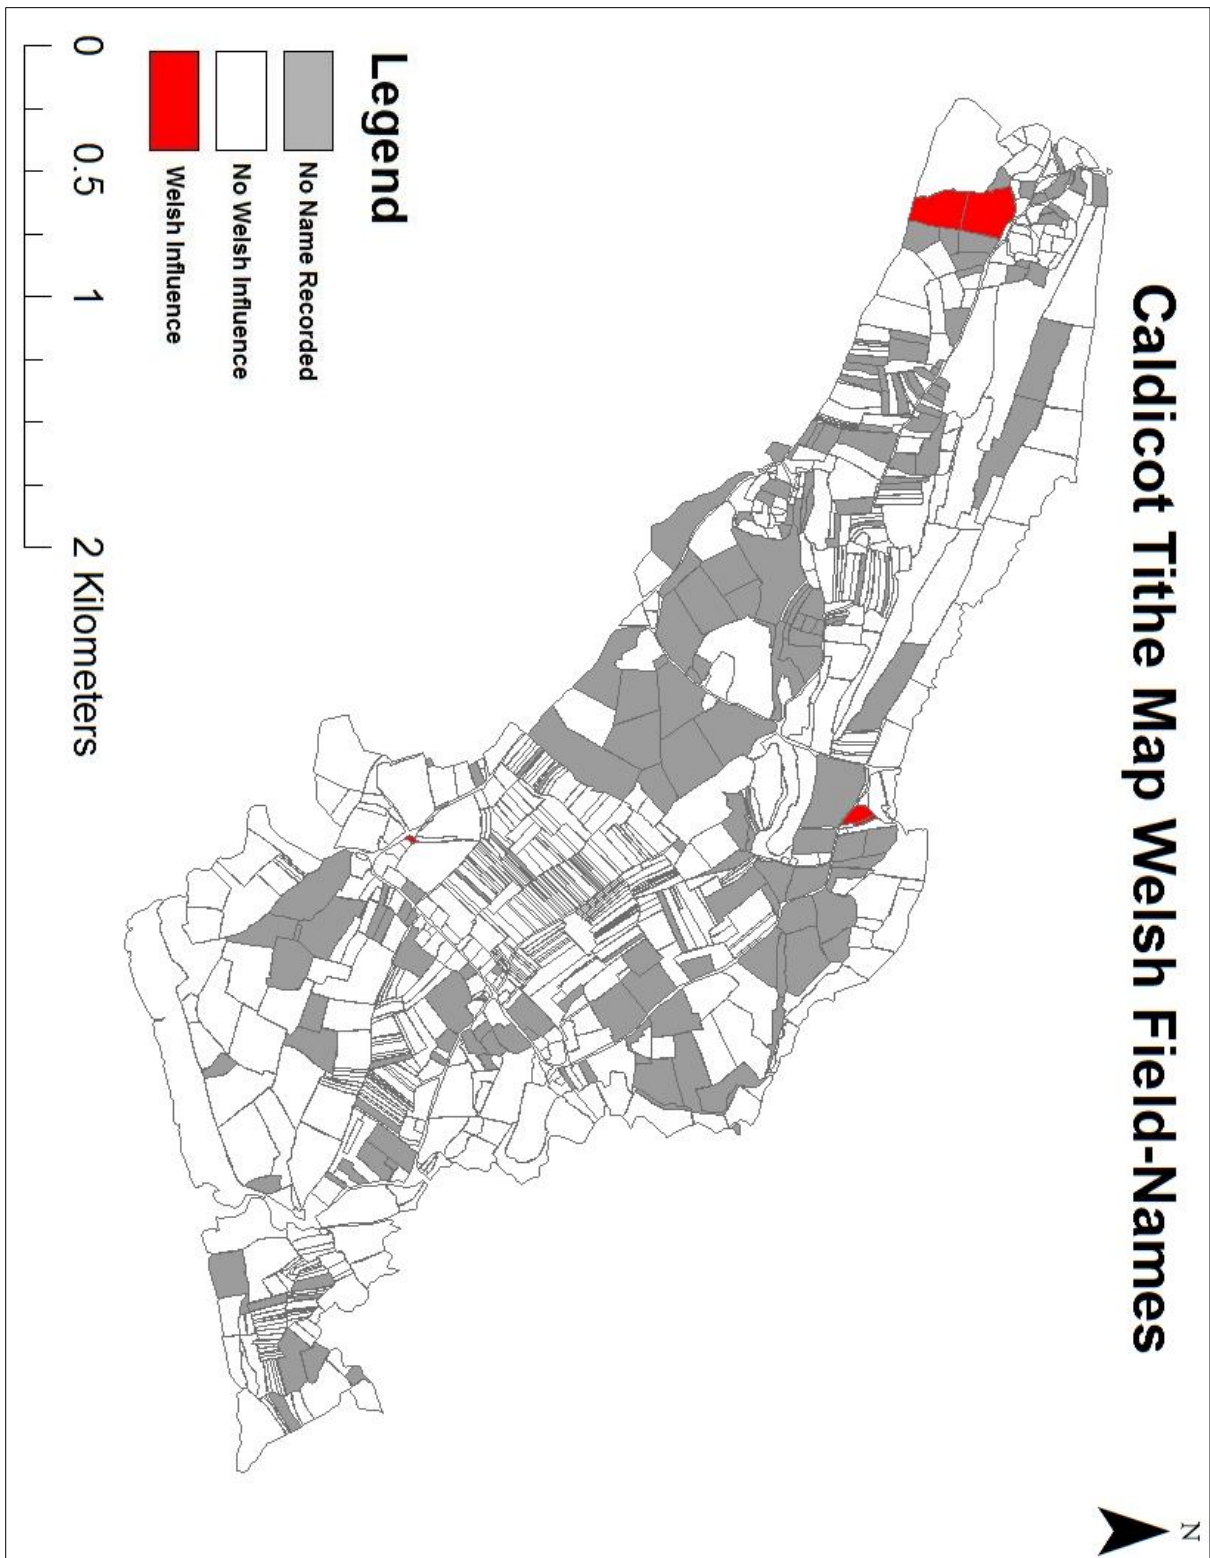 Caldicot Tithe Map Welsh Field-Names
N
Legend
No Name Recorded
No Welsh Influence
Welsh Influence
0 0.5 1 2 Kilometers